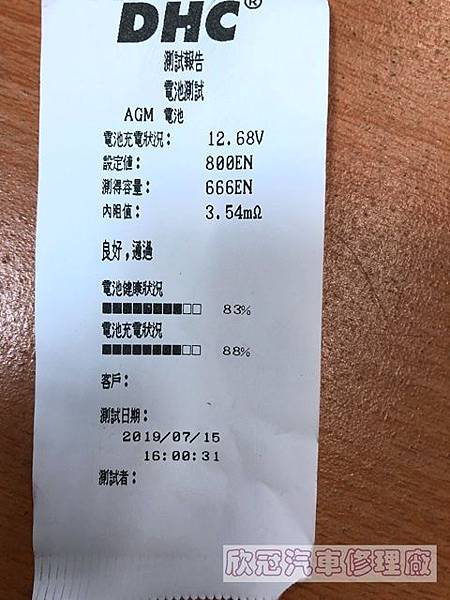 DHC®
測試報告
電池測試
AGM 電池
電池充電狀況: 12.68V
設定值: 800EN
測得容量: 666EN
內阻值: 3.54mΩ
良好,通過
電池健康狀況
■■■■■■■■□□ 83%
電池充電狀況
■■■■■■■■□□ 88%
客戶:
測試日期:
2019/07/15
16:00:31
測試者:
欣冠汽車修理廠